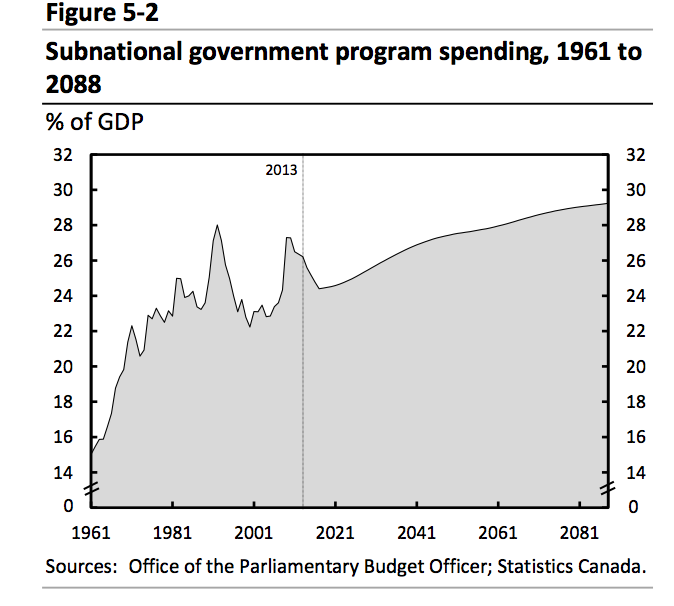 Figure 5-2
Subnational government program spending, 1961 to
2088
% of GDP
32 32
2013
30 30
28 28
26 26
24 24
22 22
20 20
18 18
16 16
14 14
0 0
1961 1981 2001 2021 2041 2061 2081
Sources: Office of the Parliamentary Budget Officer; Statistics Canada.